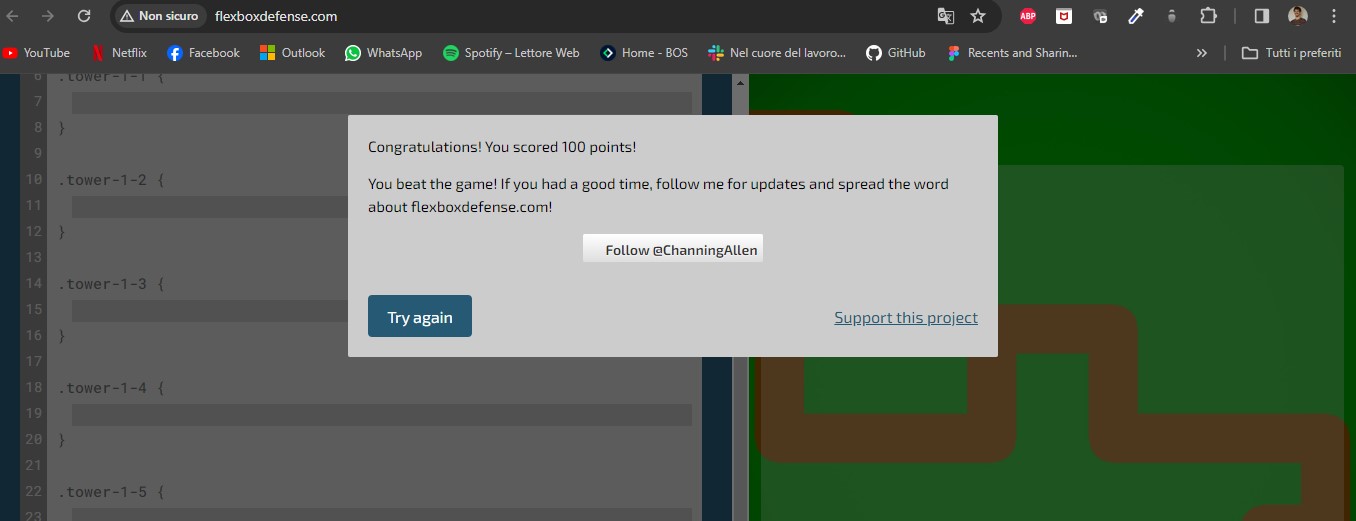 Non sicuro flexboxdefense.com ABP
YouTube Netflix Facebook Outlook WhatsApp Spotify – Lettore Web Home - BOS Nel cuore del lavoro... GitHub Recents and Sharin... » Tutti i preferiti
6 .tower-1-1 {
7
8 }
9
10 .tower-1-2 {
11
12 }
13
14 .tower-1-3 {
15
16 }
17
18 .tower-1-4 {
19
20 }
21
22 .tower-1-5 {
23
Congratulations! You scored 100 points!
You beat the game! If you had a good time, follow me for updates and spread the word
about flexboxdefense.com!
Follow @ChanningAllen
Try again
Support this project